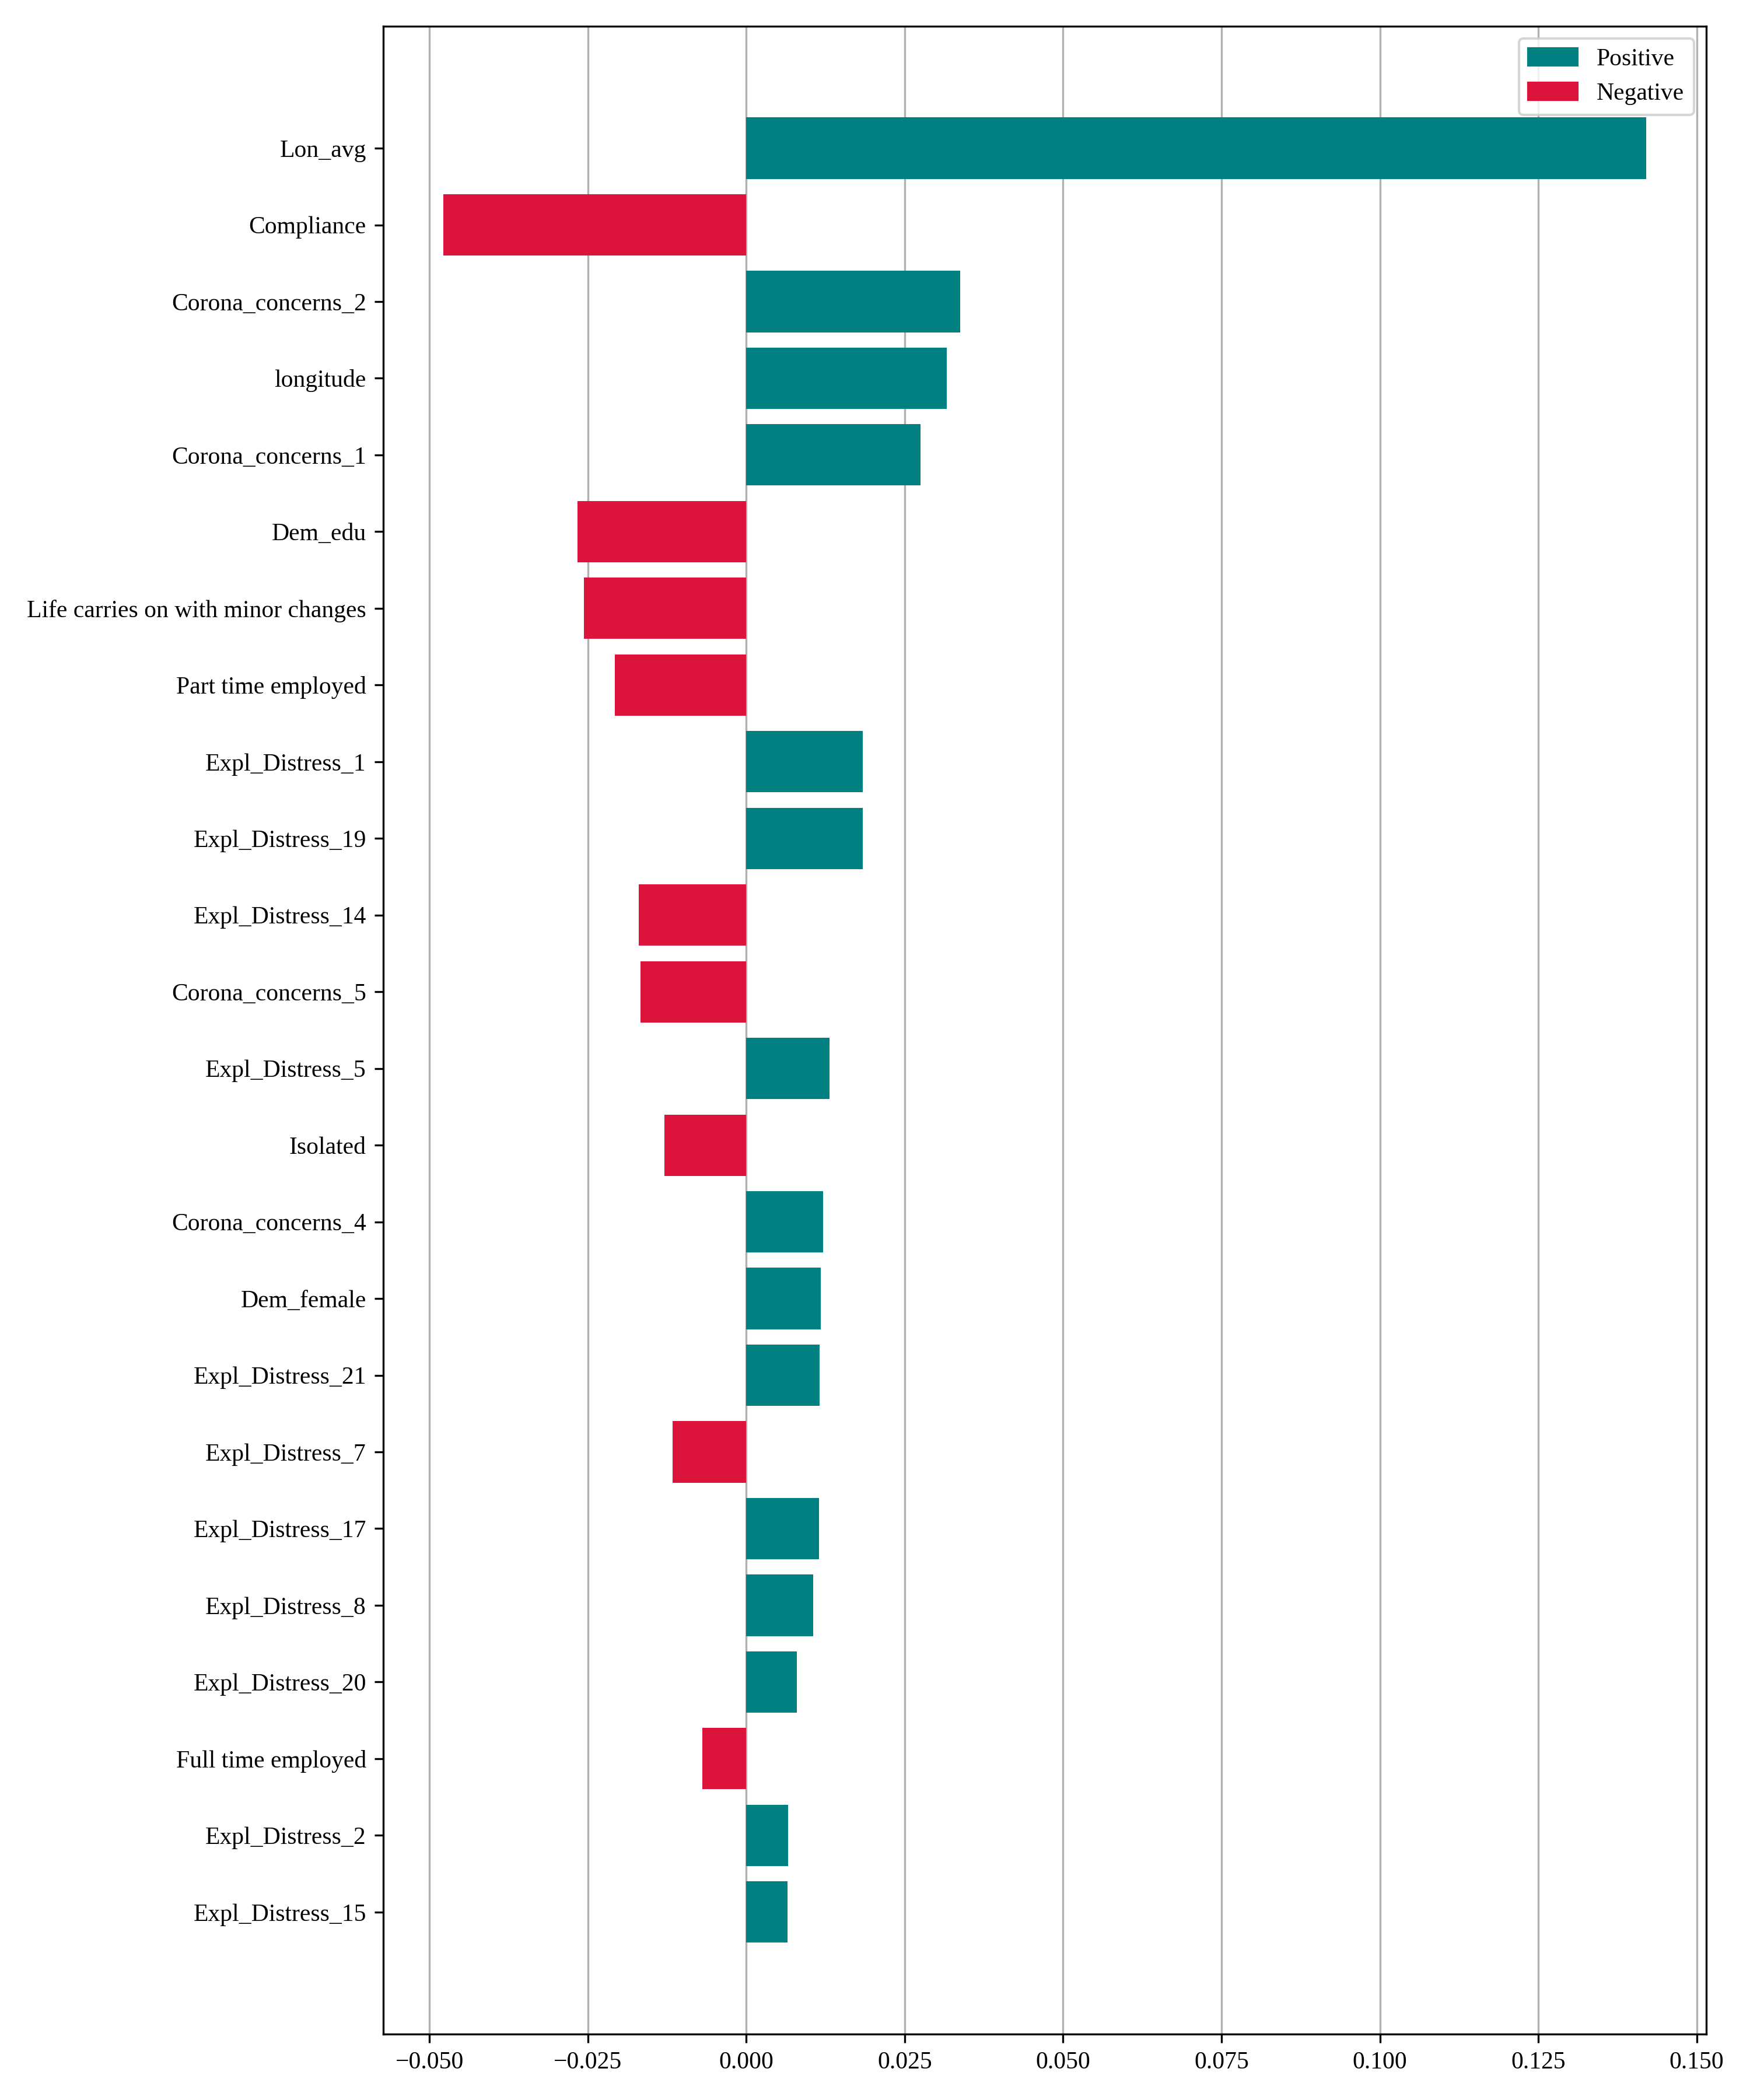 Positive
Negative
Lon_avg
Compliance
Corona_concerns_2
longitude
Corona_concerns_1
Dem_edu
Life carries on with minor changes
Part time employed
Expl_Distress_1
Expl_Distress_19
Expl_Distress_14
Corona_concerns_5
Expl_Distress_5
Isolated
Corona_concerns_4
Dem_female
Expl_Distress_21
Expl_Distress_7
Expl_Distress_17
Expl_Distress_8
Expl_Distress_20
Full time employed
Expl_Distress_2
Expl_Distress_15
−0.050 −0.025 0.000 0.025 0.050 0.075 0.100 0.125 0.150